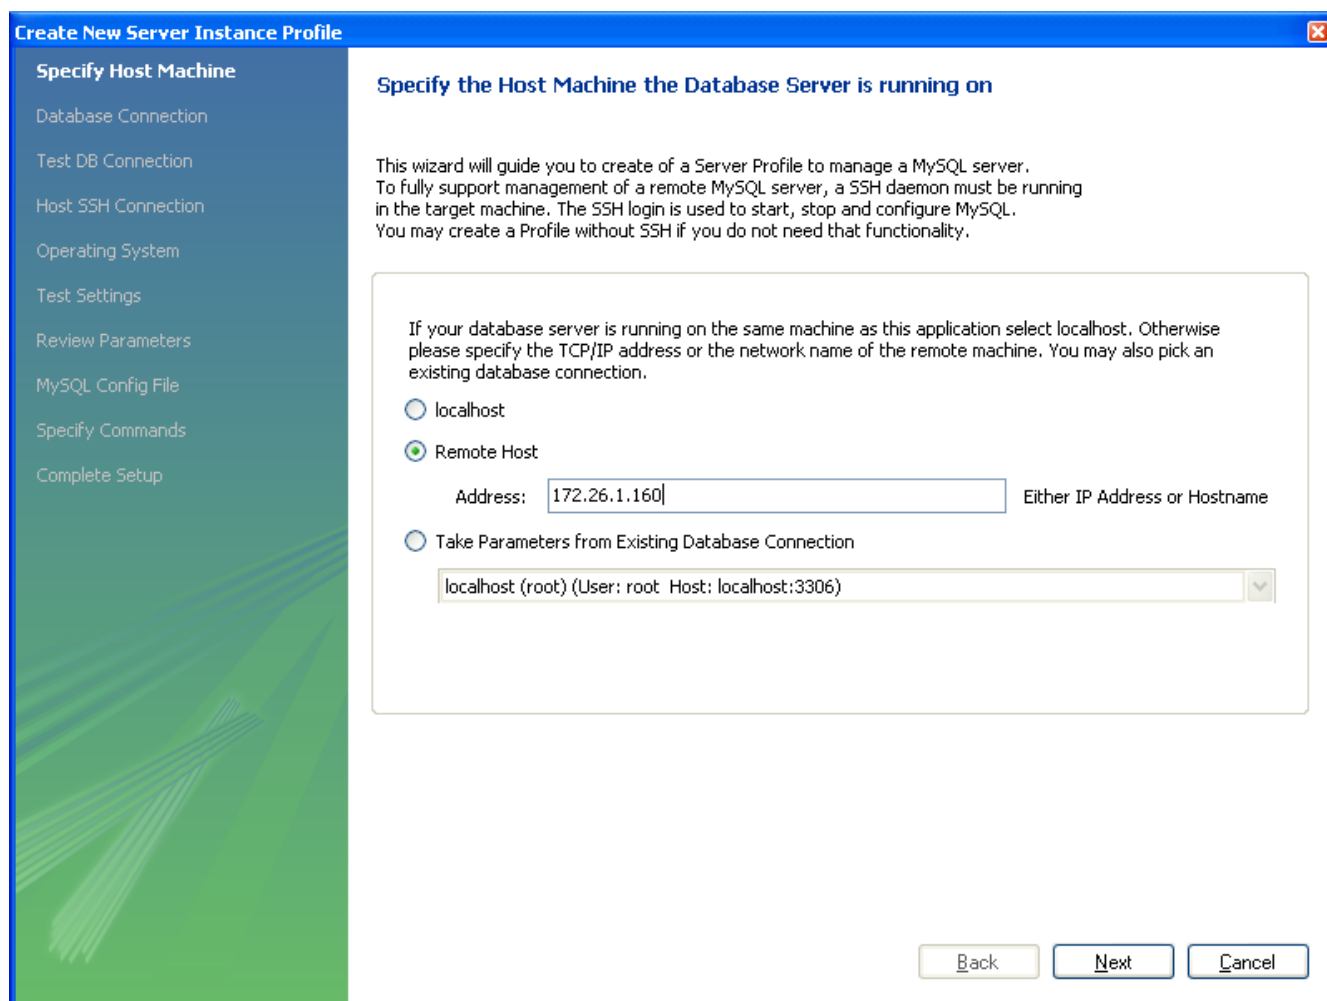 Create New Server Instance Profile
Specify Host Machine
Database Connection
Test DB Connection
Host SSH Connection
Operating System
Test Settings
Review Parameters
MySQL Config File
Specify Commands
Complete Setup
Specify the Host Machine the Database Server is running on
This wizard will guide you to create of a Server Profile to manage a MySQL server.
To fully support management of a remote MySQL server, a SSH daemon must be running
in the target machine. The SSH login is used to start, stop and configure MySQL.
You may create a Profile without SSH if you do not need that functionality.
If your database server is running on the same machine as this application select localhost. Otherwise
please specify the TCP/IP address or the network name of the remote machine. You may also pick an
existing database connection.
localhost
Remote Host
Address: 172.26.1.160 Either IP Address or Hostname
Take Parameters from Existing Database Connection
localhost (root) (User: root Host: localhost:3306)
Back Next Cancel